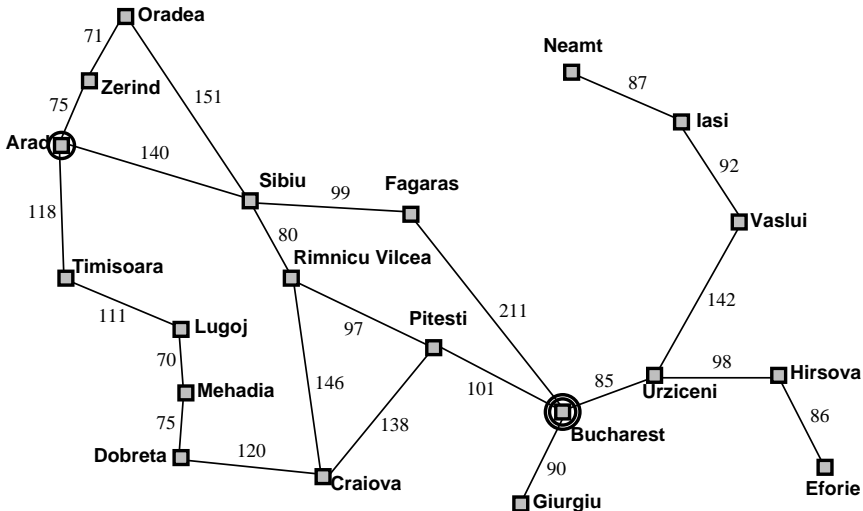 Oradea
71
Neamt
Zerind
87
151
75
Iasi
Arad
140
92
Sibiu
99
Fagaras
118
Vaslui
80
Timisoara
Rimnicu Vilcea
142
111
211
Lugoj
97
Pitesti
70
98
Hirsova
146
85
Urziceni
Mehadia
101
86
75
138
Bucharest
120
Dobreta
90
Craiova
Eforie
Giurgiu